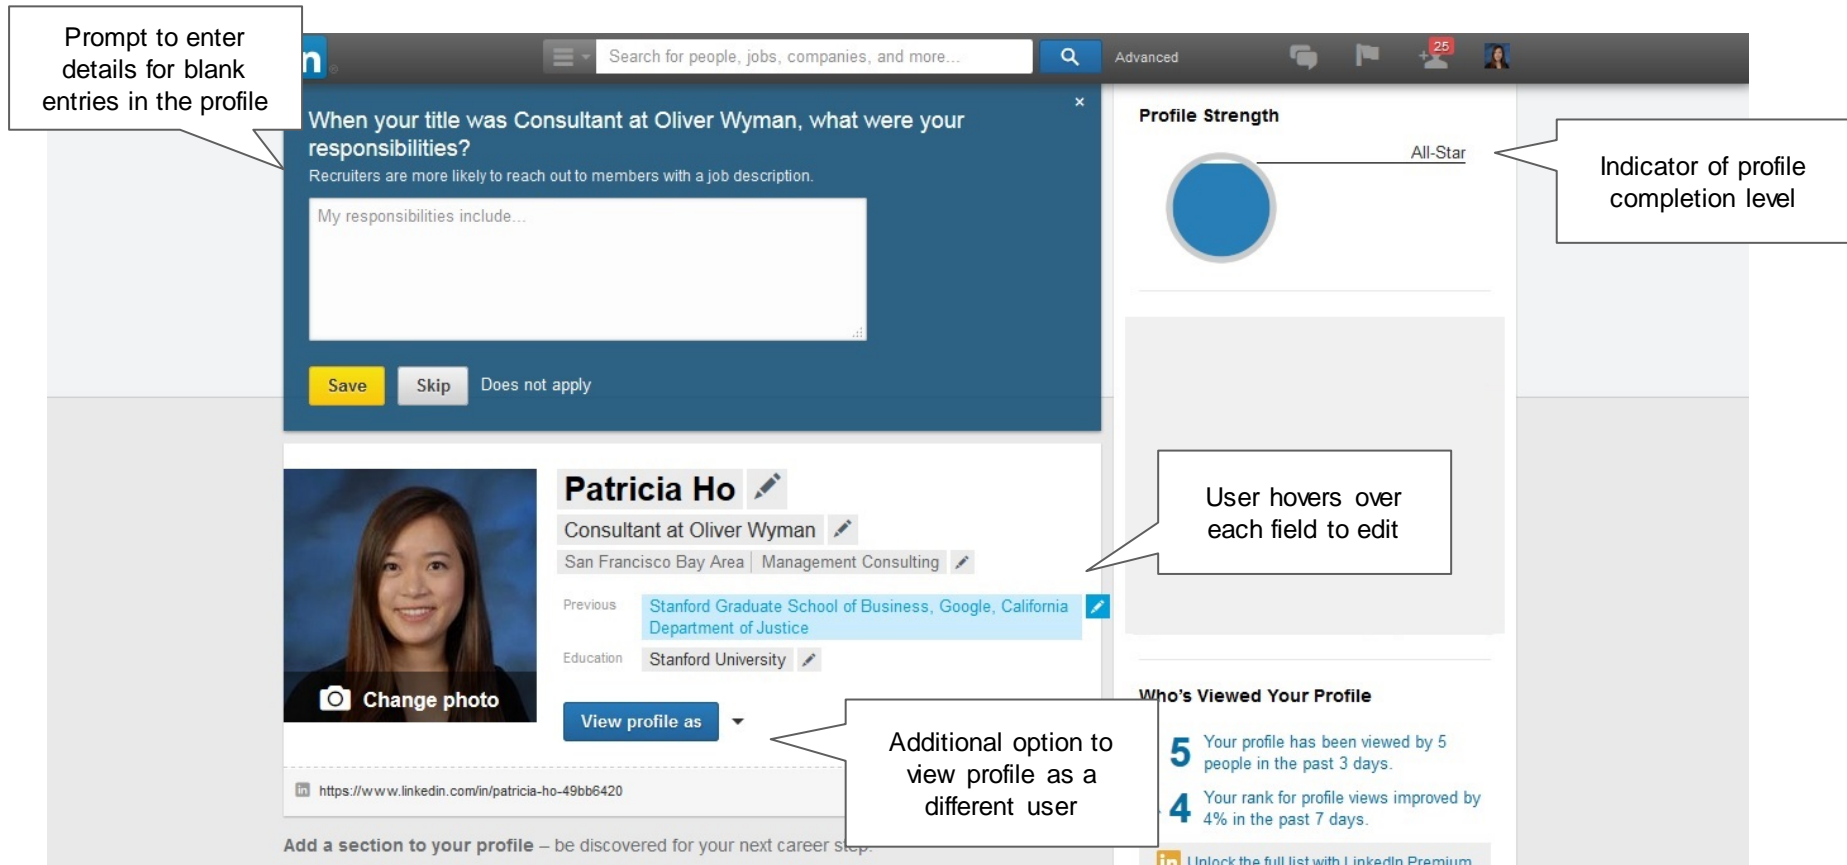 Prompt to enter
details for blank
entries in the profile
in
Search for people, jobs, companies, and more...
Advanced
25
When your title was Consultant at Oliver Wyman, what were your
responsibilities?
Recruiters are more likely to reach out to members with a job description.
My responsibilities include...
Save Skip Does not apply
Profile Strength
All-Star
Indicator of profile
completion level
Patricia Ho
Consultant at Oliver Wyman
San Francisco Bay Area | Management Consulting
Previous Stanford Graduate School of Business, Google, California
Department of Justice
Education Stanford University
Change photo
View profile as
User hovers over
each field to edit
Additional option to
view profile as a
different user
in https://www.linkedin.com/in/patricia-ho-49bb6420
Add a section to your profile – be discovered for your next career step.
Who's Viewed Your Profile
5 Your profile has been viewed by 5
people in the past 3 days.
4 Your rank for profile views improved by
4% in the past 7 days.
in Unlock the full list with LinkedIn Premium